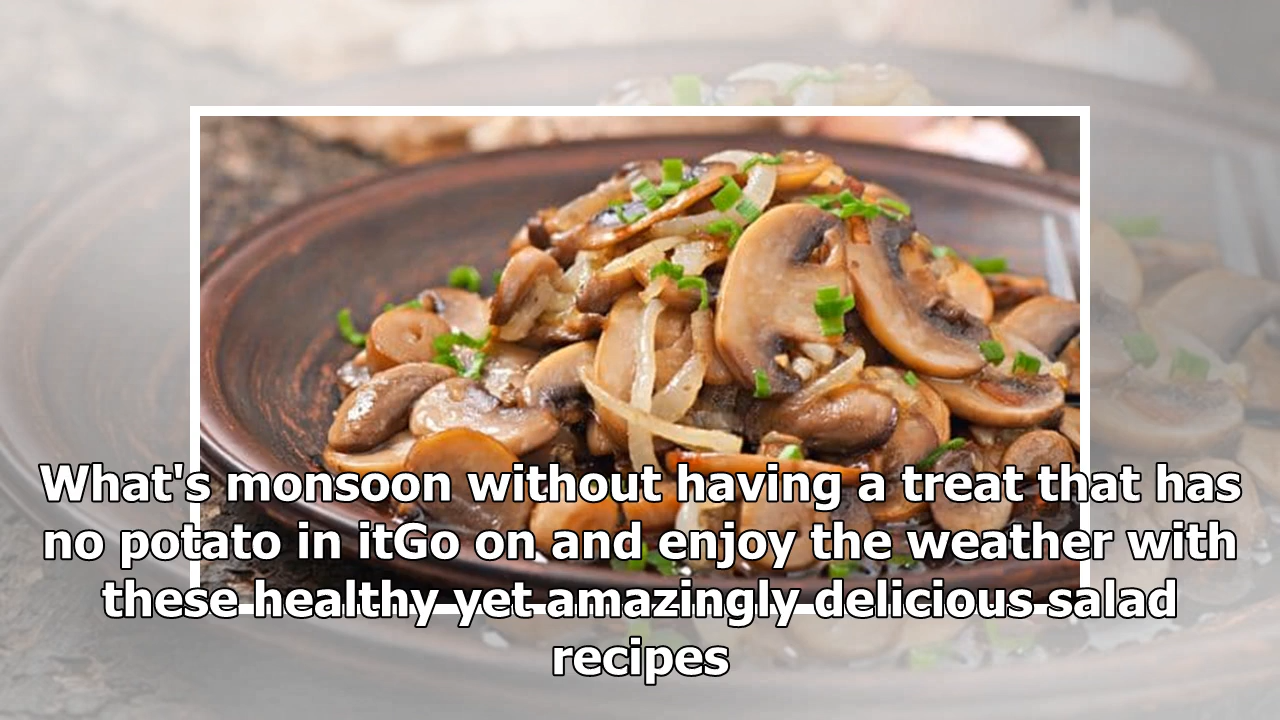 What's monsoon without having a treat that has
no potato in itGo on and enjoy the weather with
these healthy yet amazingly delicious salad
recipes